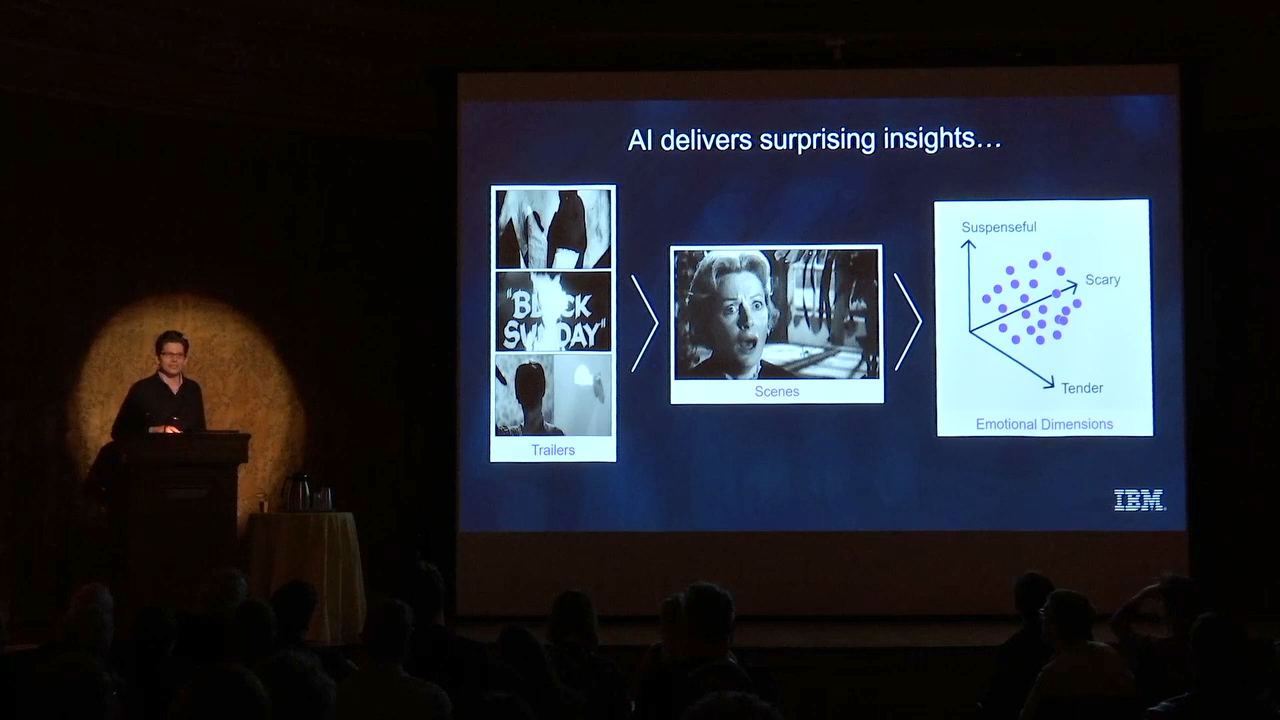 AI delivers surprising insights…
"BLACK
SUNDAY"
Trailers
Scenes
Suspenseful
Scary
Tender
Emotional Dimensions
IBM